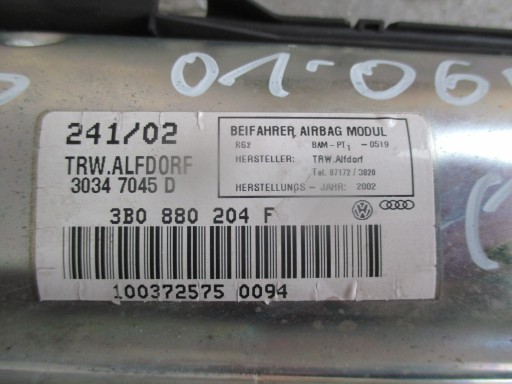 01-06
241/02
TRW.ALFDORF
3034 7045 D
BEIFAHRER AIRBAG MODUL
RG2 BAM-PT1 -0519
HERSTELLER: TRW.Alfdorf
Tel. 07172/3020
HERSTELLUNGS - JAHR: 2002
3B0 880 204 F
100372575 0094